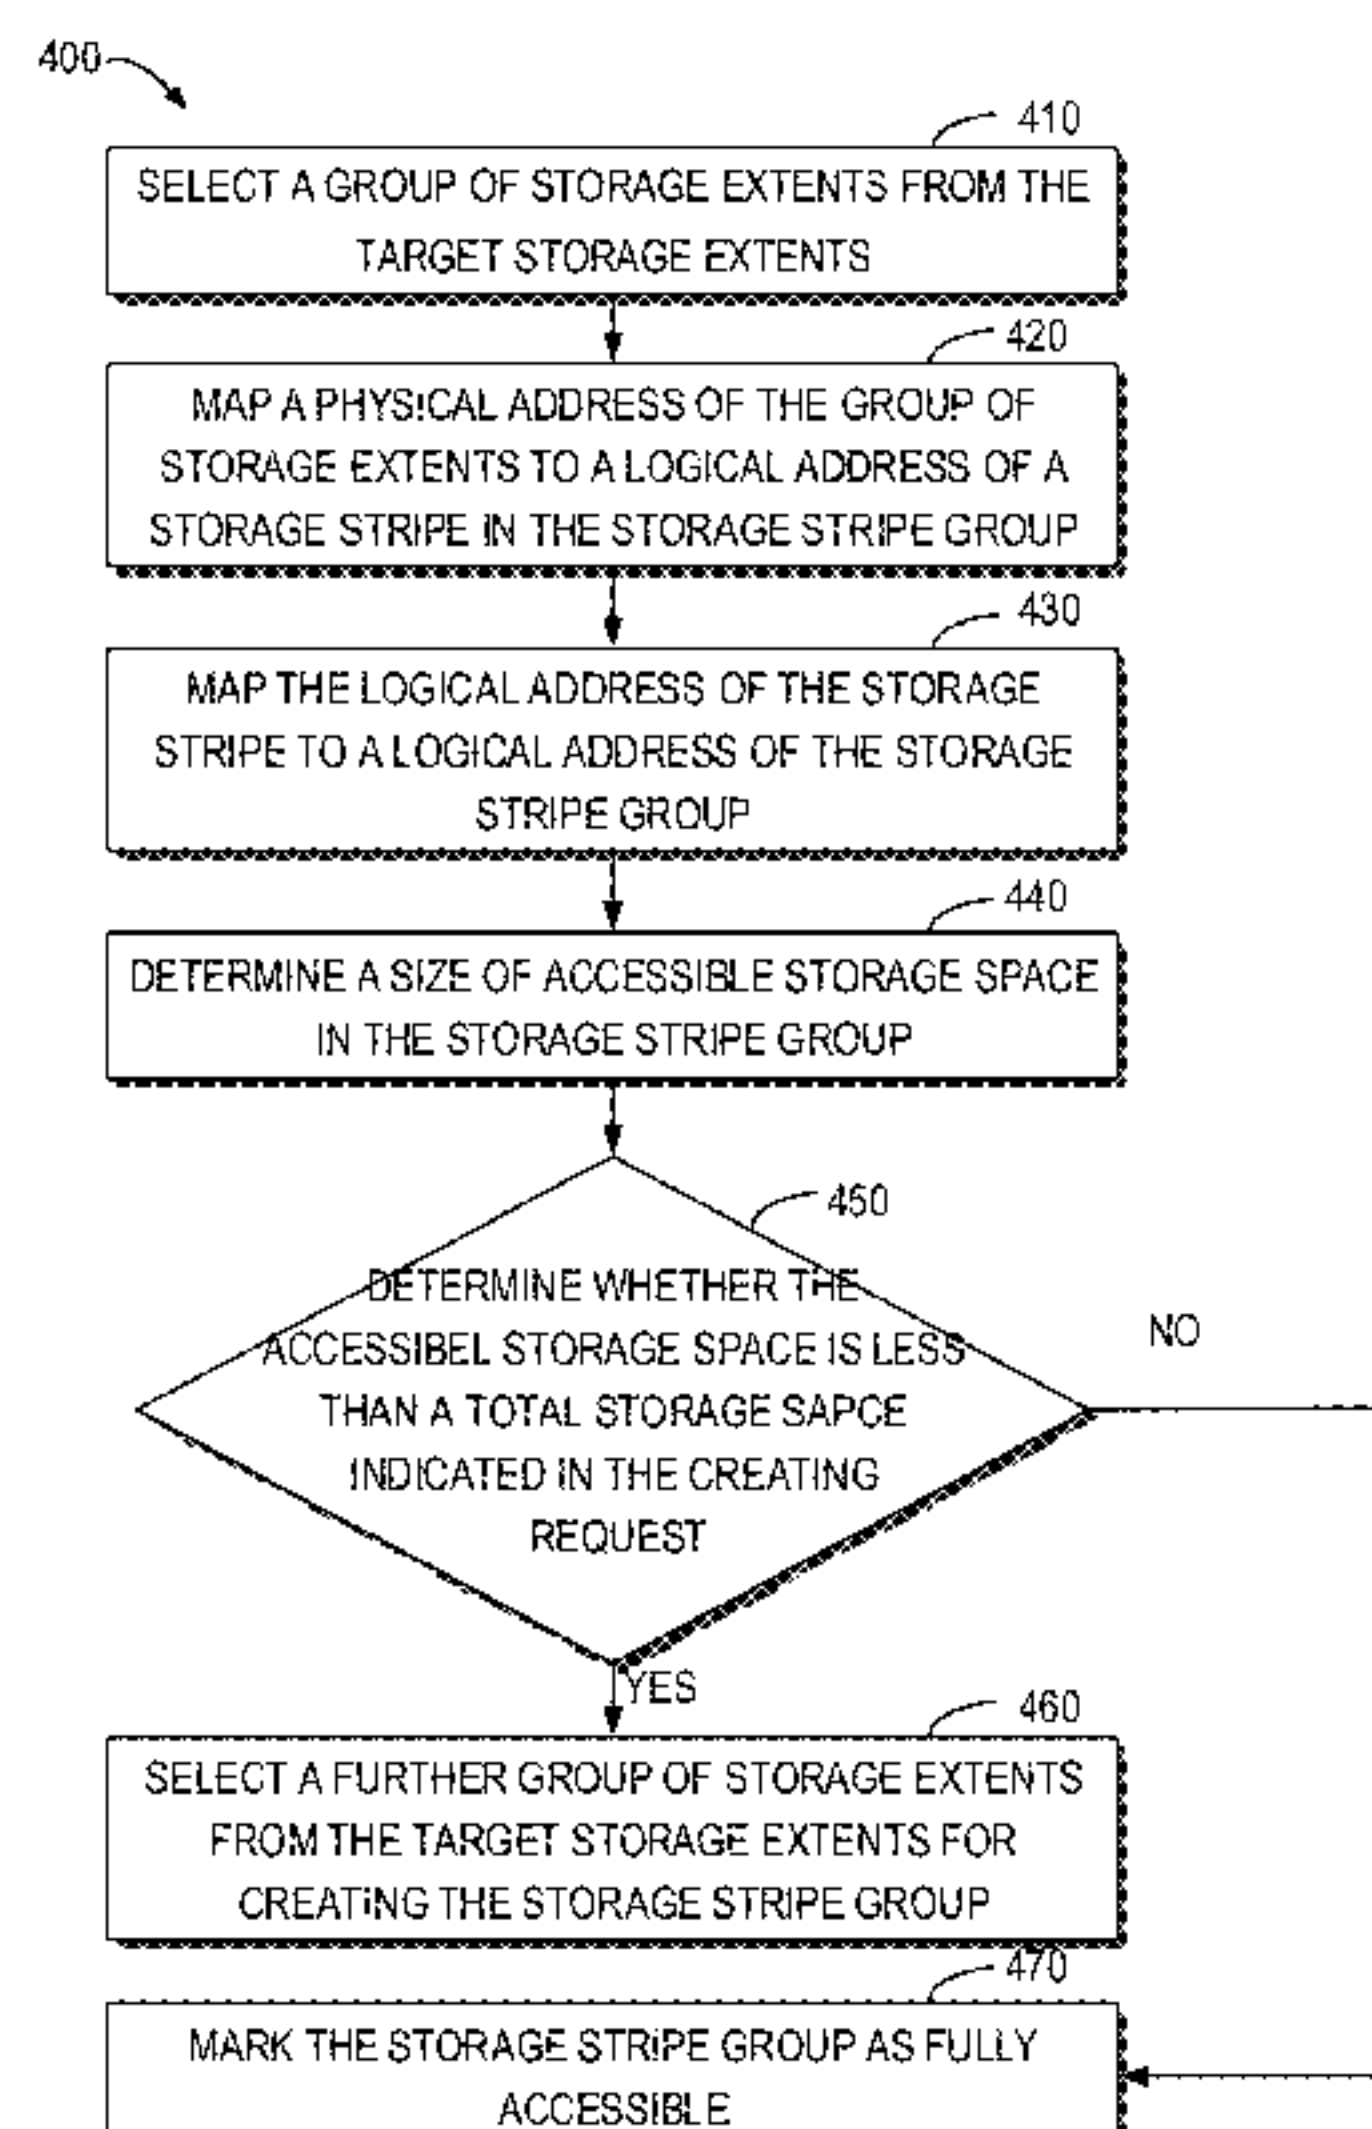 400
410
SELECT A GROUP OF STORAGE EXTENTS FROM THE
TARGET STORAGE EXTENTS
420
MAP A PHYSICAL ADDRESS OF THE GROUP OF
STORAGE EXTENTS TO A LOGICAL ADDRESS OF A
STORAGE STRIPE IN THE STORAGE STRIPE GROUP
430
MAP THE LOGICAL ADDRESS OF THE STORAGE
STRIPE TO A LOGICAL ADDRESS OF THE STORAGE
STRIPE GROUP
440
DETERMINE A SIZE OF ACCESSIBLE STORAGE SPACE
IN THE STORAGE STRIPE GROUP
450
DETERMINE WHETHER THE
ACCESSIBEL STORAGE SPACE IS LESS
THAN A TOTAL STORAGE SAPCE
INDICATED IN THE CREATING
REQUEST
NO
YES
460
SELECT A FURTHER GROUP OF STORAGE EXTENTS
FROM THE TARGET STORAGE EXTENTS FOR
CREATING THE STORAGE STRIPE GROUP
470
MARK THE STORAGE STRIPE GROUP AS FULLY
ACCESSIBLE